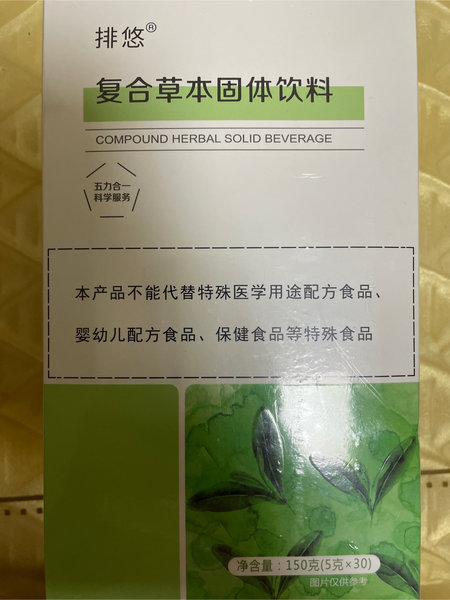 排悠®
复合草本固体饮料
COMPOUND HERBAL SOLID BEVERAGE
五力合一
科学服务
本产品不能代替特殊医学用途配方食品、
婴幼儿配方食品、保健食品等特殊食品
净含量：150克(5克×30)
图片仅供参考